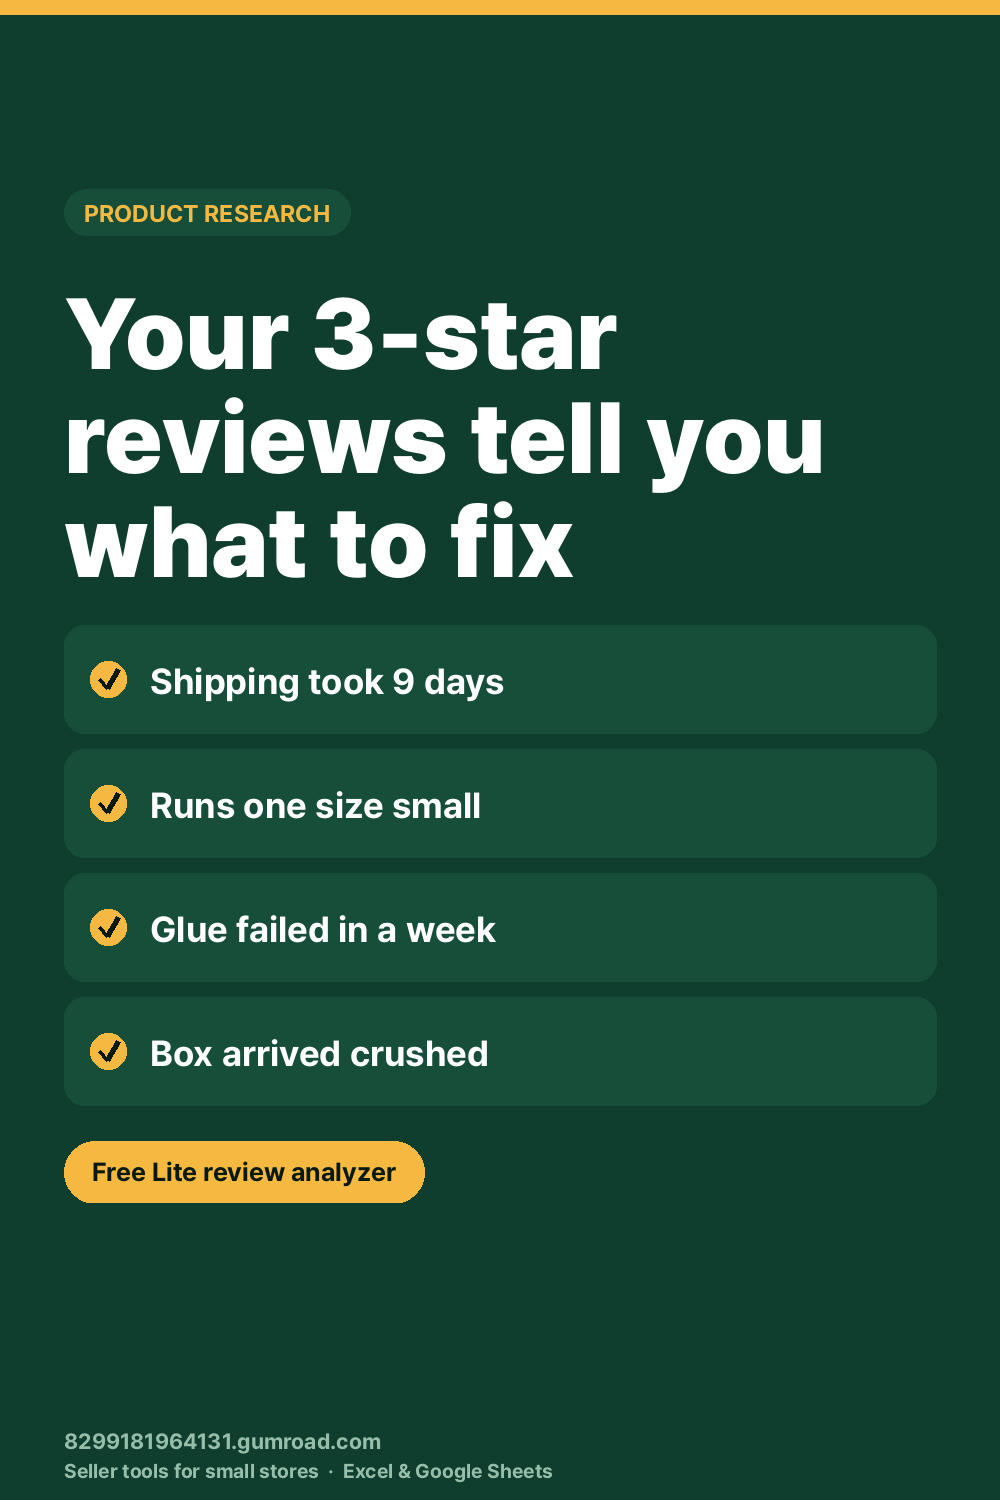 PRODUCT RESEARCH
Your 3-star
reviews tell you
what to fix
Shipping took 9 days
Runs one size small
Glue failed in a week
Box arrived crushed
Free Lite review analyzer
8299181964131.gumroad.com
Seller tools for small stores · Excel & Google Sheets